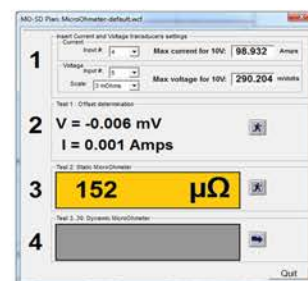 MO-SD Plan: MicroOhmeter-default.wcf
Insert Current and Voltage transducers settings
Current
Input #: 4
Max current for 10V: 98.932 Amps
1
Voltage
Input #: 5
Scale: 3 mOhms
Max voltage for 10V: 290.204 mVolts
Test 1 : Offset determination
2
V = -0.006 mV
I = 0.001 Amps
Test 2: Static MicroOhmeter
3
152 µΩ
Test 3: Dynamic MicroOhmeter
4
Quit